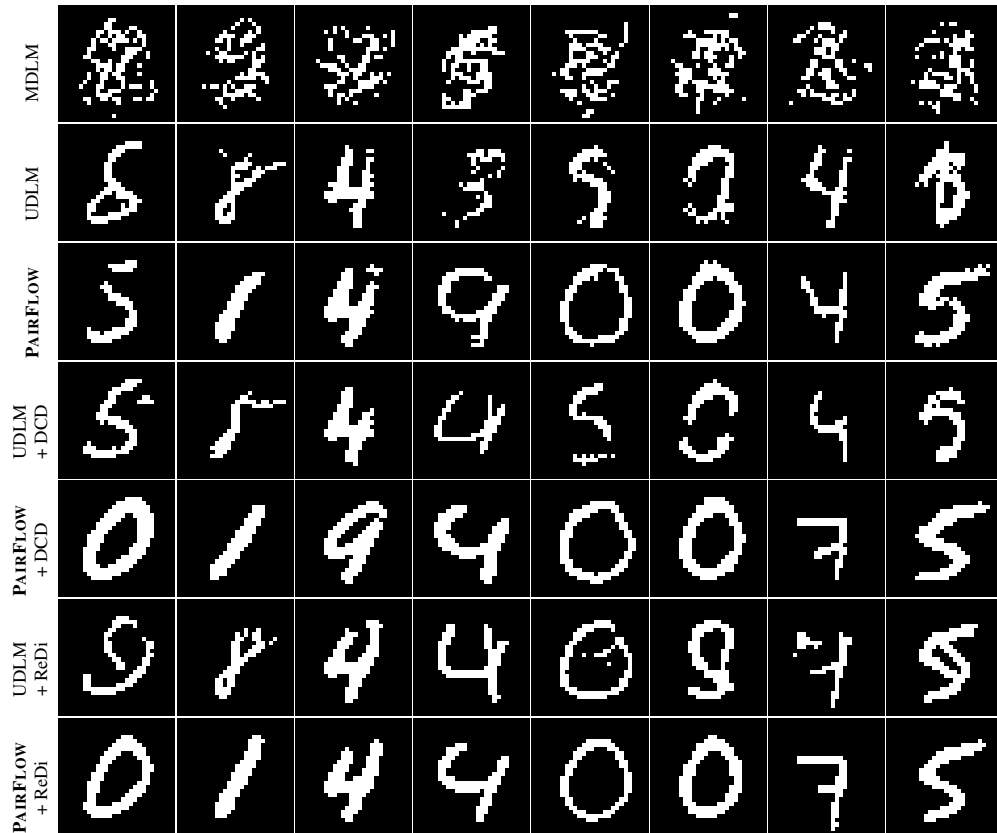 MDLM
UDLM
PAIRFLOW
UDLM
+ DCD
PAIRFLOW
+ DCD
UDLM
+ ReDi
PAIRFLOW
+ ReDi